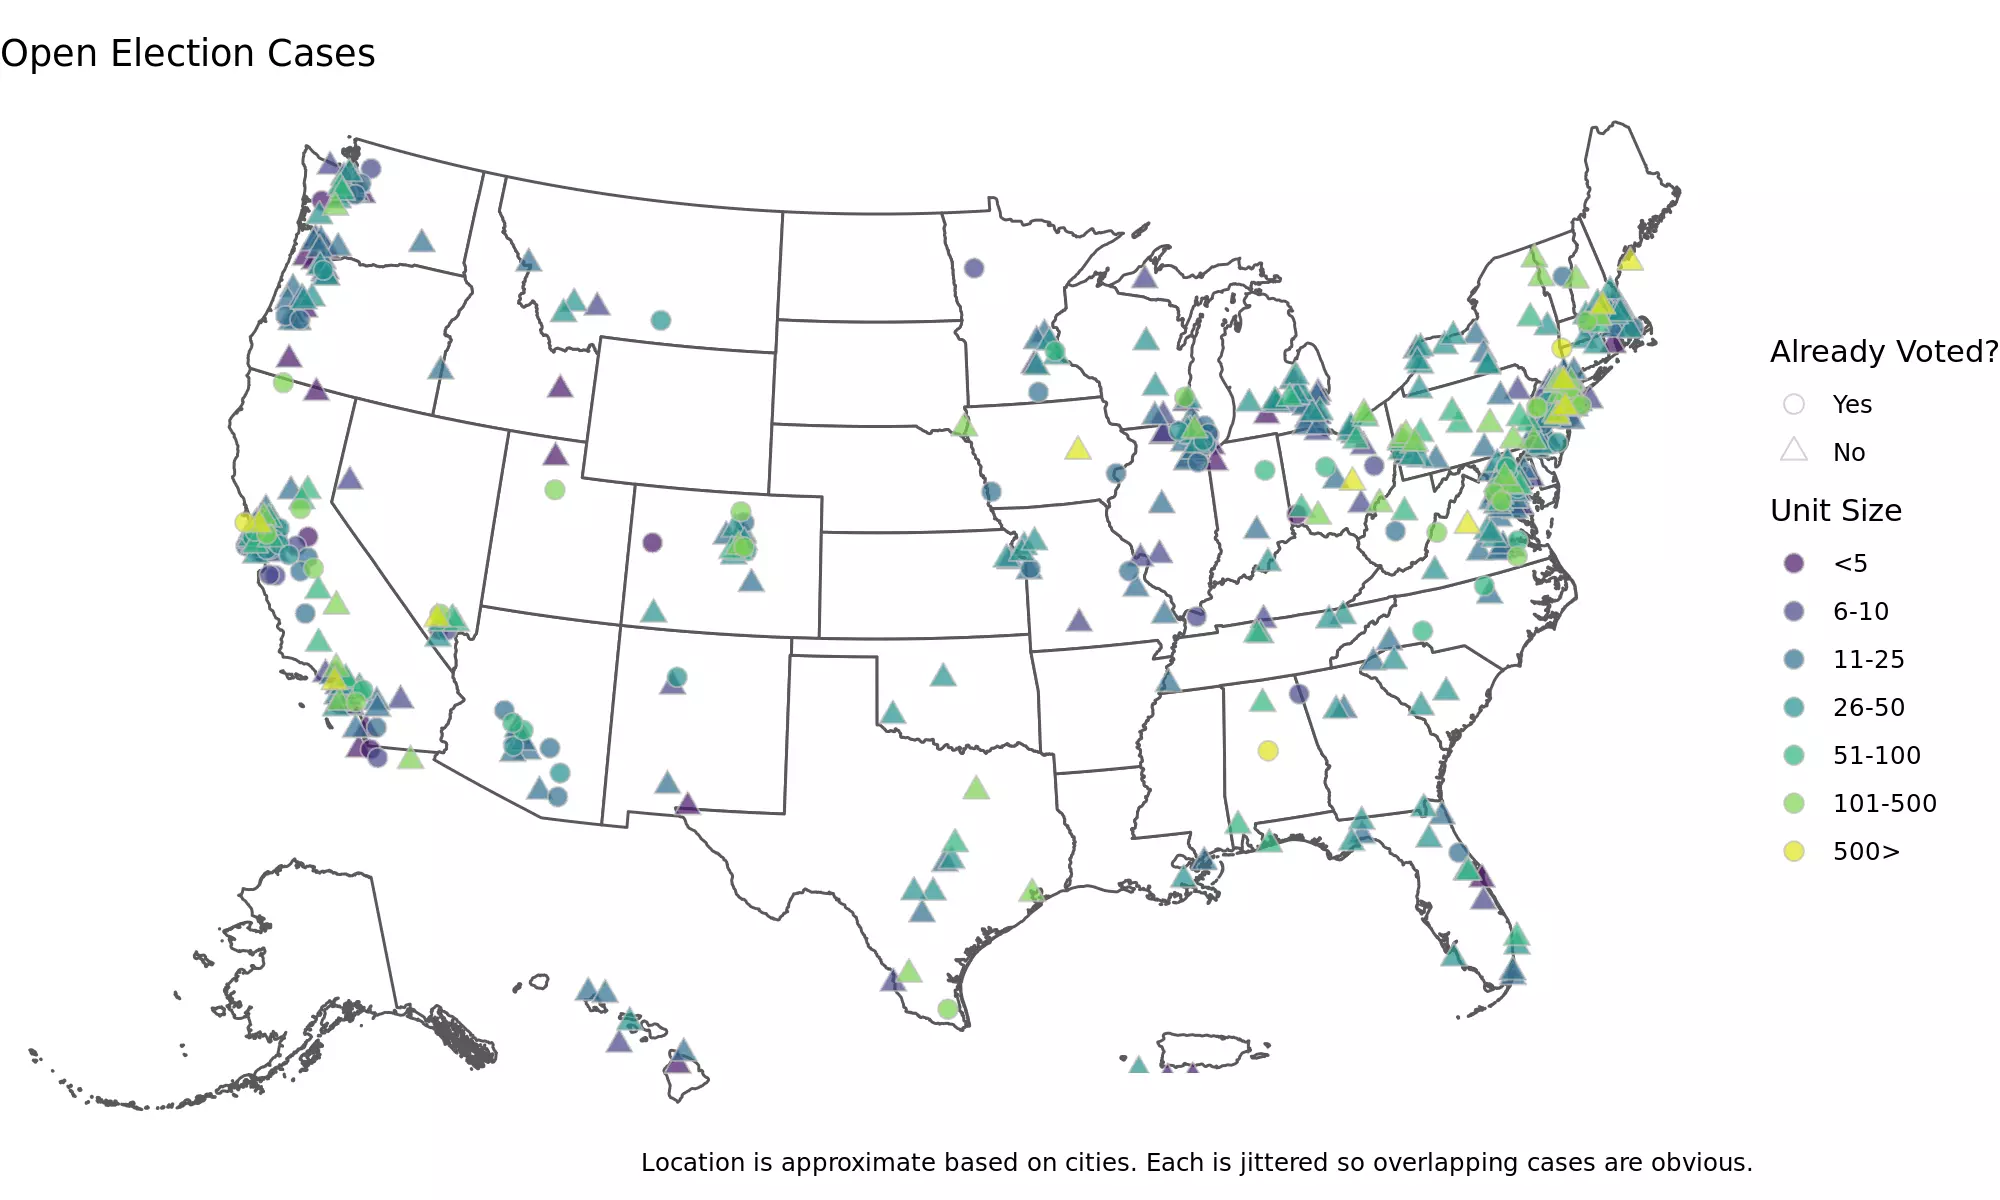 Open Election Cases
Already Voted?
Yes
No
Unit Size
<5
6-10
11-25
26-50
51-100
101-500
500>
Location is approximate based on cities. Each is jittered so overlapping cases are obvious.